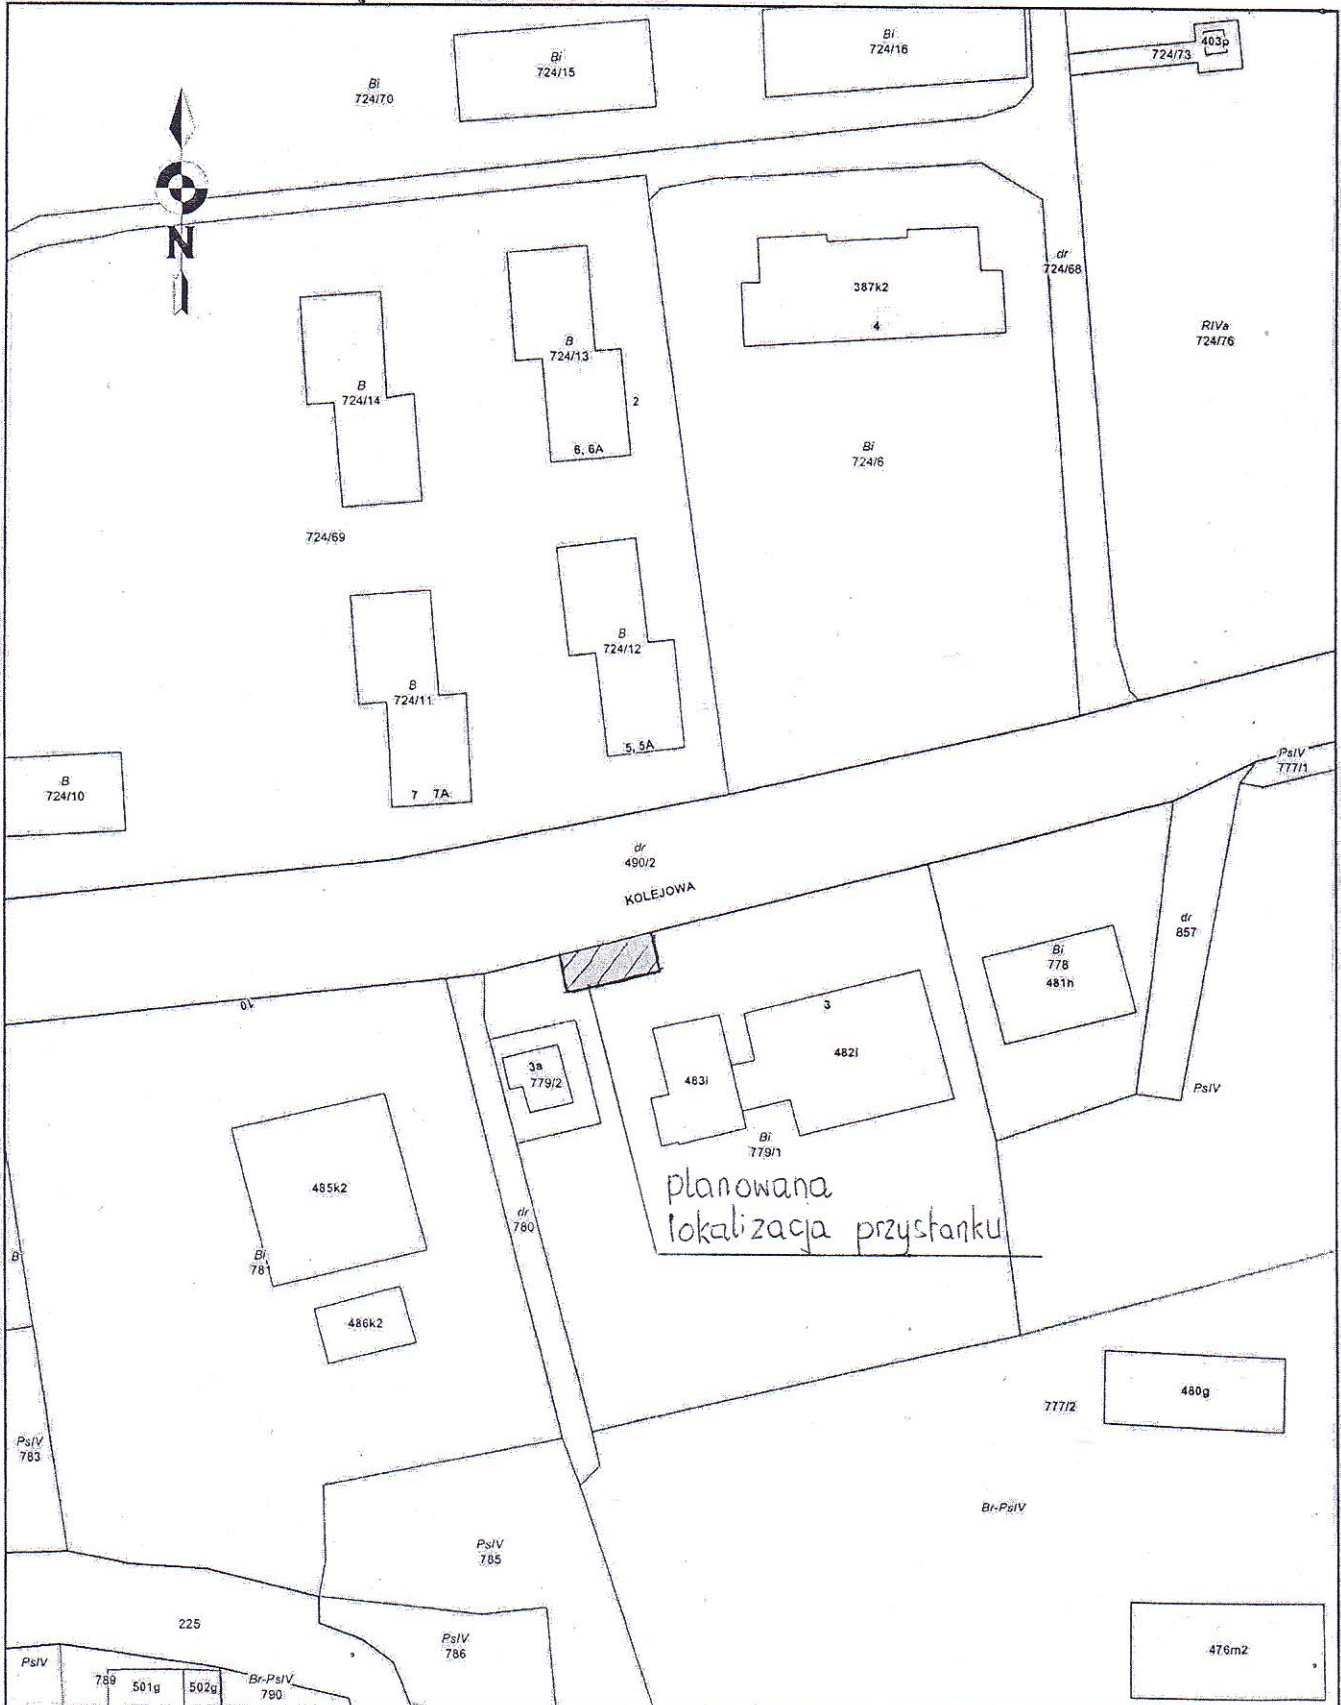 Bi
724/15
Bi
724/16
403p
724/73
Bi
724/70
N
dr
724/68
387k2
4
RIVa
724/76
B
724/13
B
724/14
2
6, 6A
Bi
724/6
724/69
B
724/12
B
724/11
5, 5A
PsIV
777/1
B
724/10
7 7A
dr
490/2
KOLEJOWA
dr
857
Bi
778
481h
10
3
482i
3a
779/2
483i
PsIV
Bi
779/1
planowana
lokalizacja przystanku
485k2
dr
780
B
Bi
781
486k2
480g
777/2
PsIV
783
Br-PsIV
PsIV
785
225
PsIV
786
476m2
PsIV
789
501g
502g
Br-PsIV
790